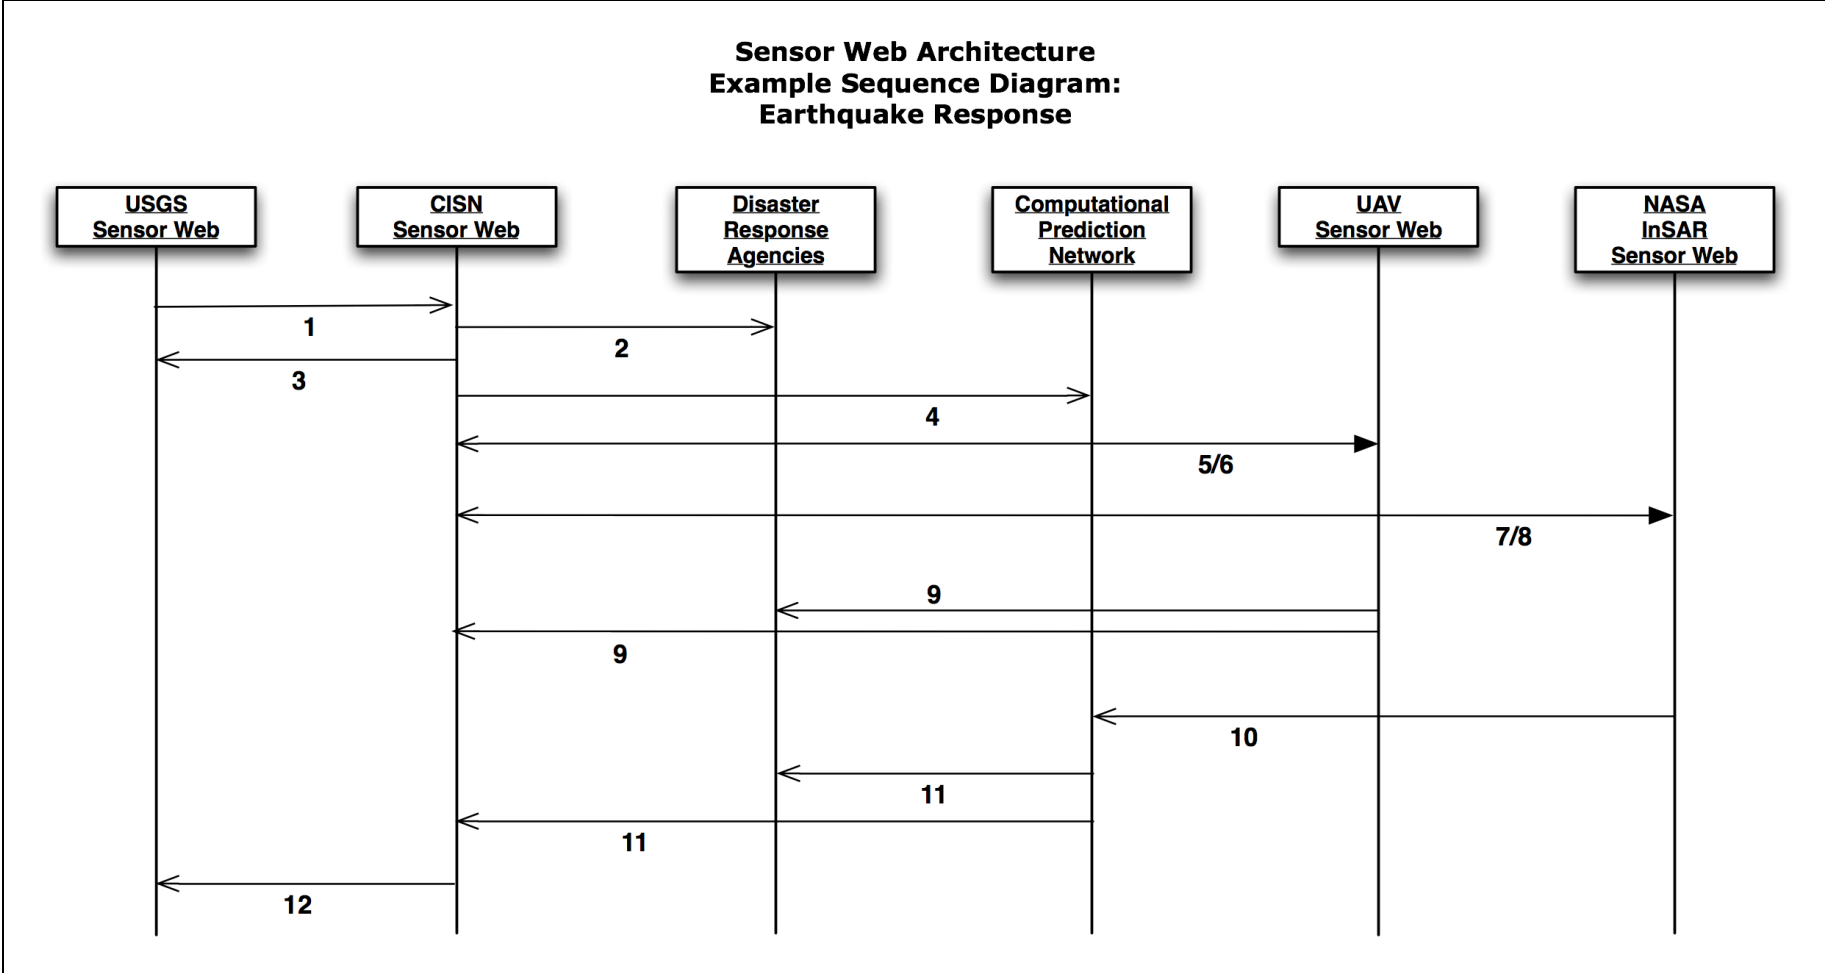 Sensor Web Architecture
Example Sequence Diagram:
Earthquake Response
USGS
Sensor Web
CISN
Sensor Web
Disaster
Response
Agencies
Computational
Prediction
Network
UAV
Sensor Web
NASA
InSAR
Sensor Web
1
2
3
4
5/6
7/8
9
9
10
11
11
12